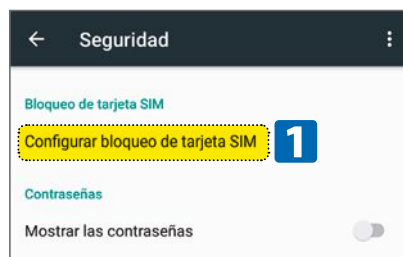 Seguridad
Bloqueo de tarjeta SIM
Configurar bloqueo de tarjeta SIM 1
Contraseñas
Mostrar las contraseñas